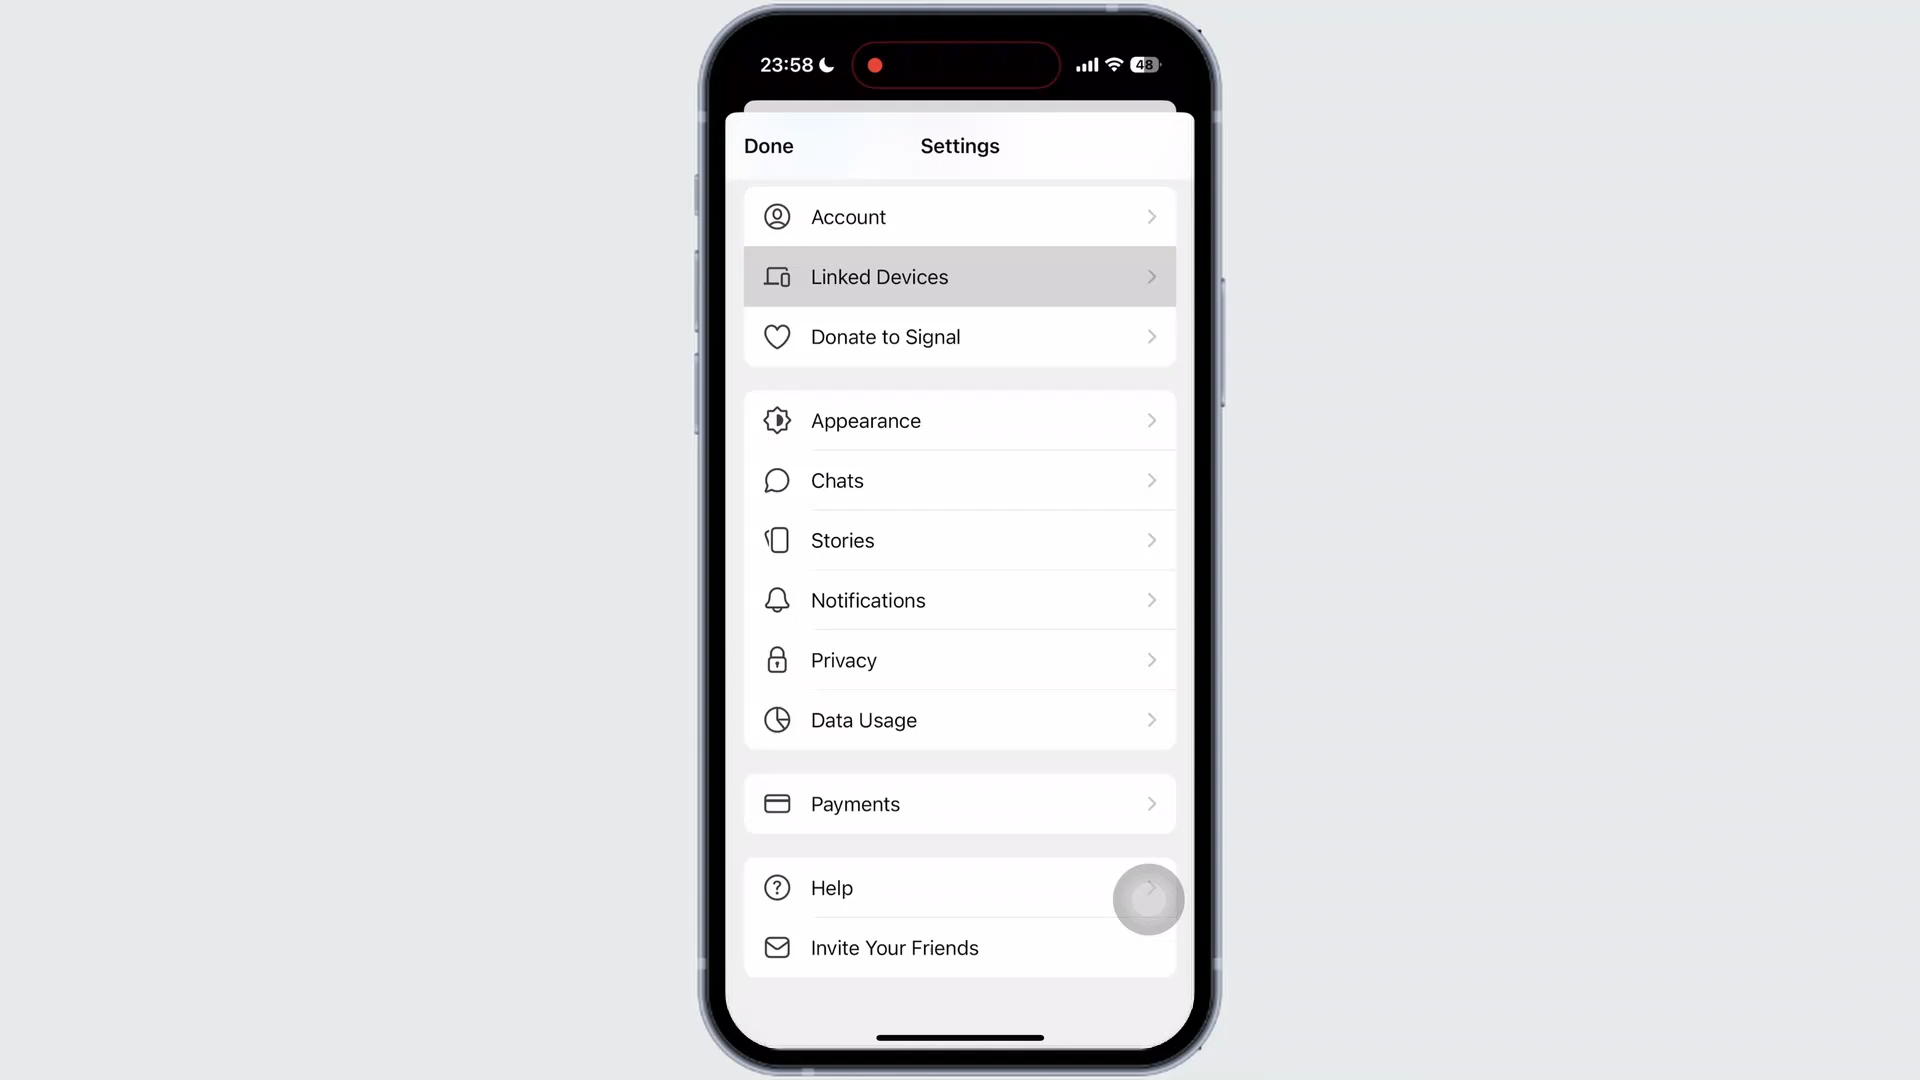 23:58
48
Done
Settings
Account
Linked Devices
Donate to Signal
Appearance
Chats
Stories
Notifications
Privacy
Data Usage
Payments
Help
Invite Your Friends